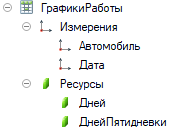 ГрафикиРаботы
Измерения
Автомобиль
Дата
Ресурсы
Дней
ДнейПятидневки